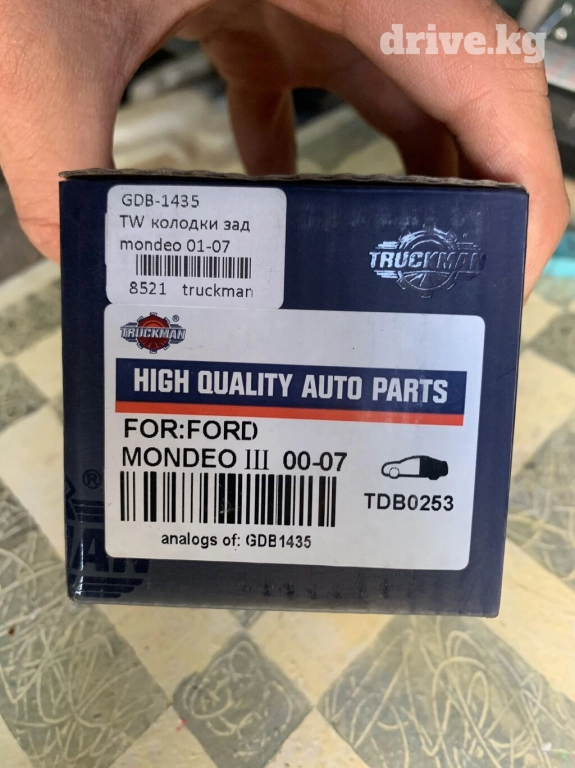 drive.kg
GDB-1435
TW колодки зад
mondeo 01-07
8521 truckman
TRUCKMAN
TRUCKMAN
®
HIGH QUALITY AUTO PARTS
FOR:FORD
MONDEO III 00-07
TDB0253
analogs of: GDB1435
®